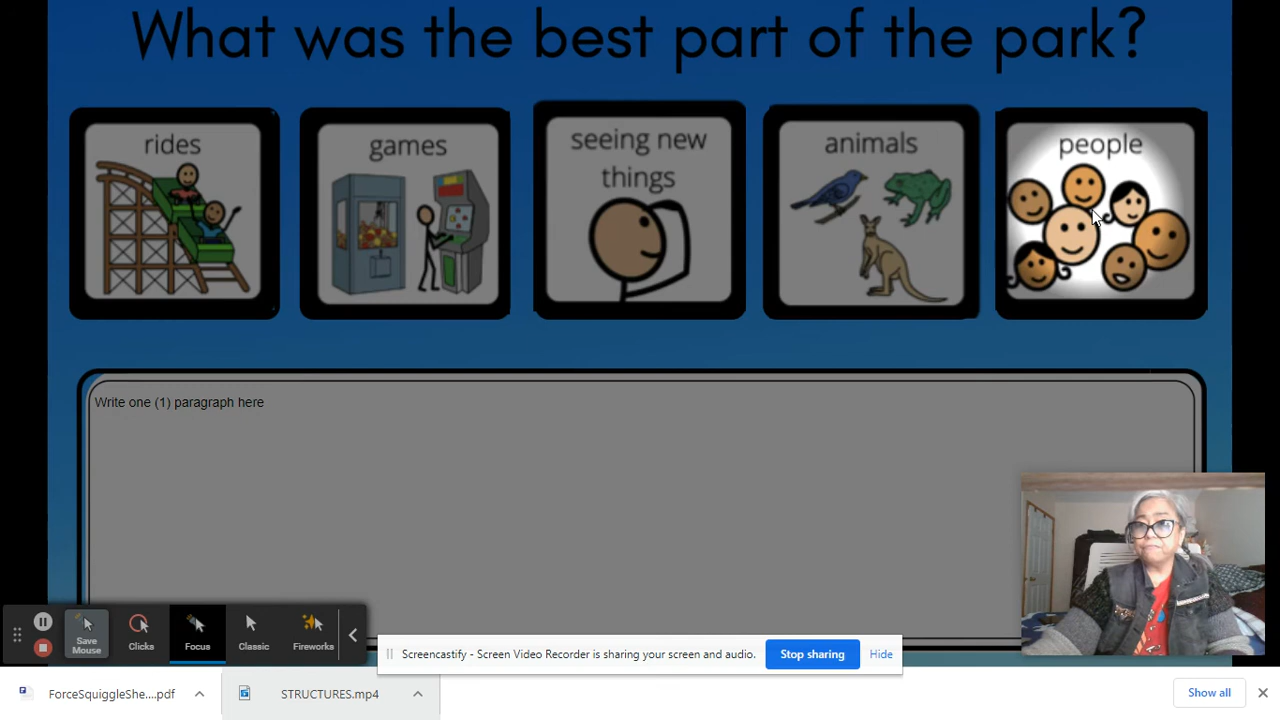 What was the best part of the park?
rides
games
seeing new
things
animals
people
Write one (1) paragraph here
Save
Mouse
Clicks
Focus
Classic
Fireworks
Screencastify - Screen Video Recorder is sharing your screen and audio.
Stop sharing
Hide
ForceSquiggleShe....pdf
STRUCTURES.mp4
Show all